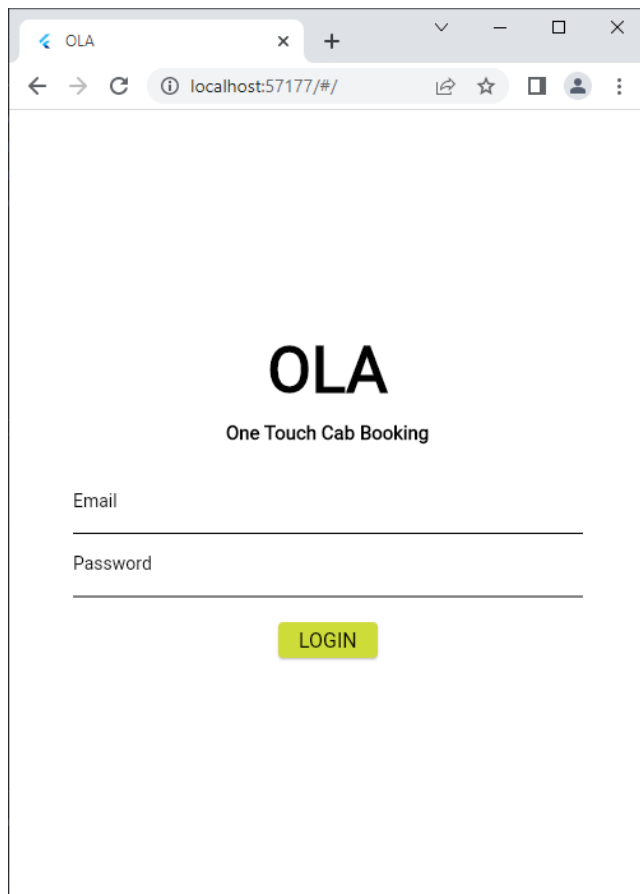 OLA
localhost:57177/#/
OLA
One Touch Cab Booking
Email
Password
LOGIN